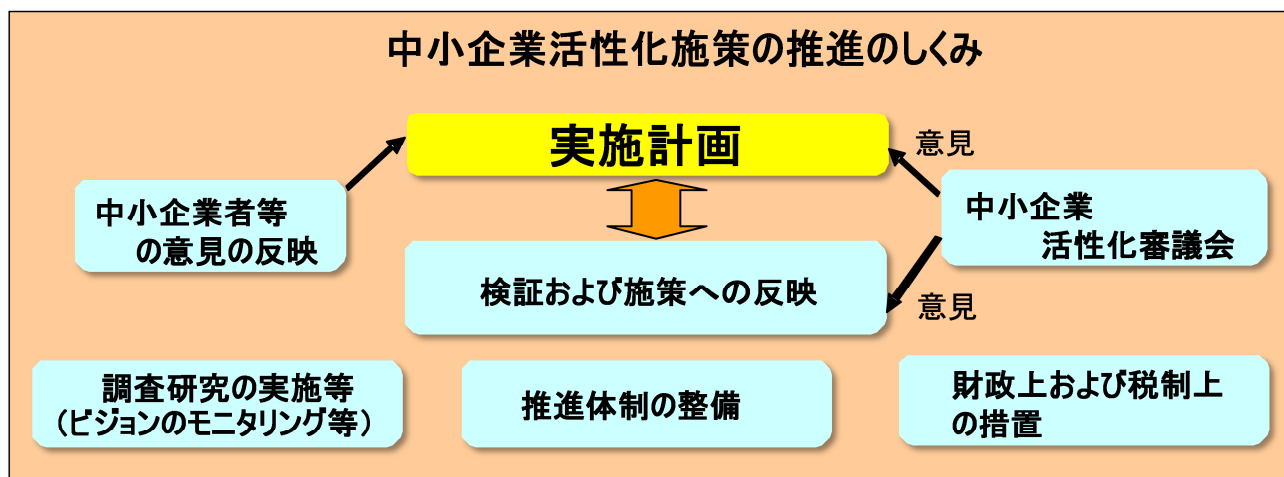 中小企業活性化施策の推進のしくみ
実施計画
意見
中小企業者等
の意見の反映
中小企業
活性化審議会
検証および施策への反映
意見
調査研究の実施等
(ビジョンのモニタリング等)
推進体制の整備
財政上および税制上
の措置